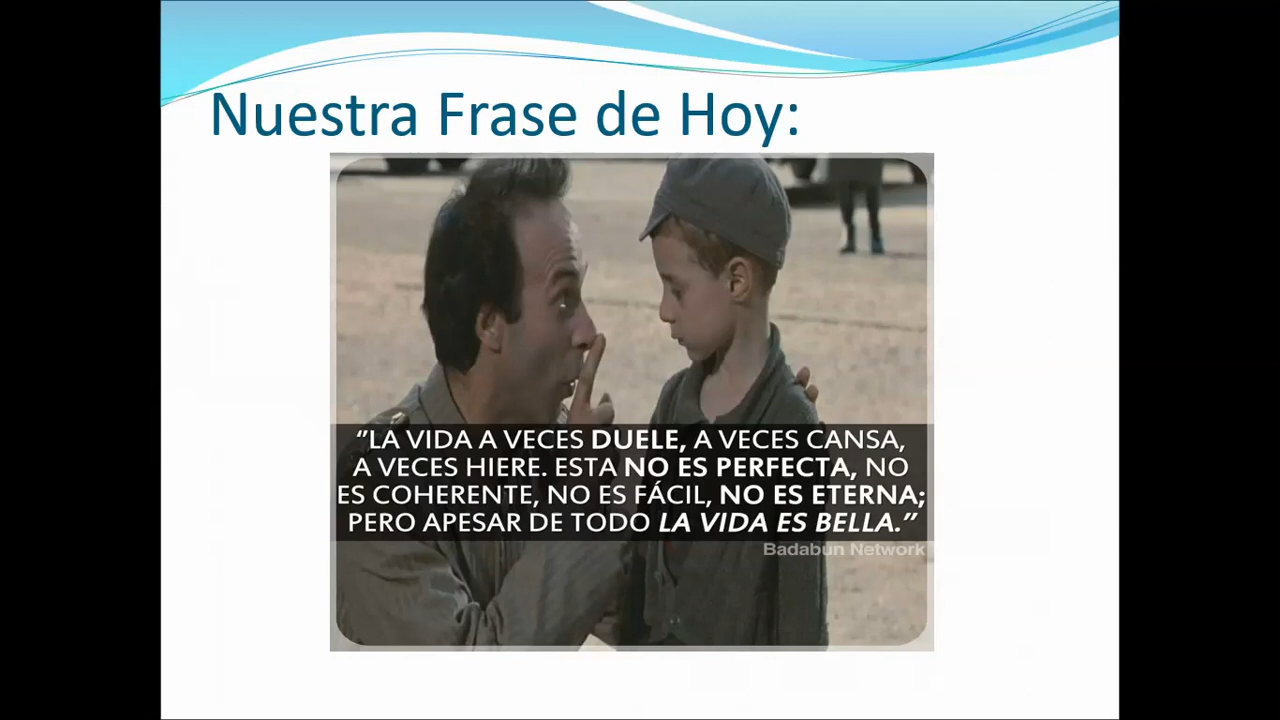 Nuestra Frase de Hoy:
“LA VIDA A VECES DUELE, A VECES CANSA,
A VECES HIERE. ESTA NO ES PERFECTA, NO
ES COHERENTE, NO ES FÁCIL, NO ES ETERNA;
PERO APESAR DE TODO LA VIDA ES BELLA.”
Badabun Network